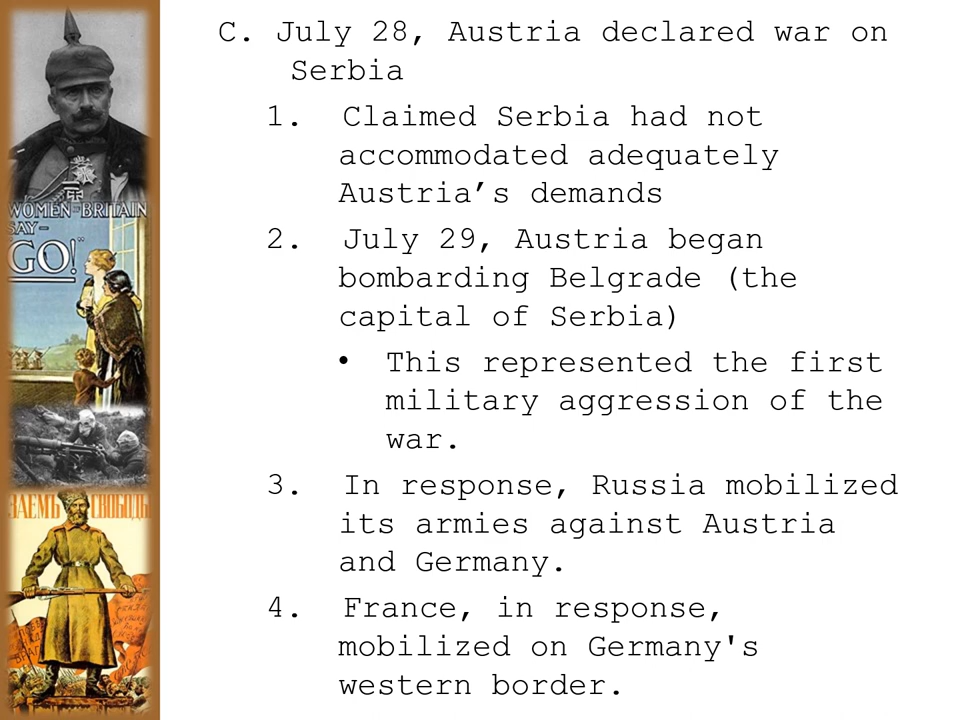 C. July 28, Austria declared war on
Serbia
1. Claimed Serbia had not
accommodated adequately
Austria’s demands
2. July 29, Austria began
bombarding Belgrade (the
capital of Serbia)
• This represented the first
military aggression of the
war.
3. In response, Russia mobilized
its armies against Austria
and Germany.
4. France, in response,
mobilized on Germany's
western border.
WOMEN OF BRITAIN
SAY-
"GO!"
ЗАЕМЪ СВОБОДЫ